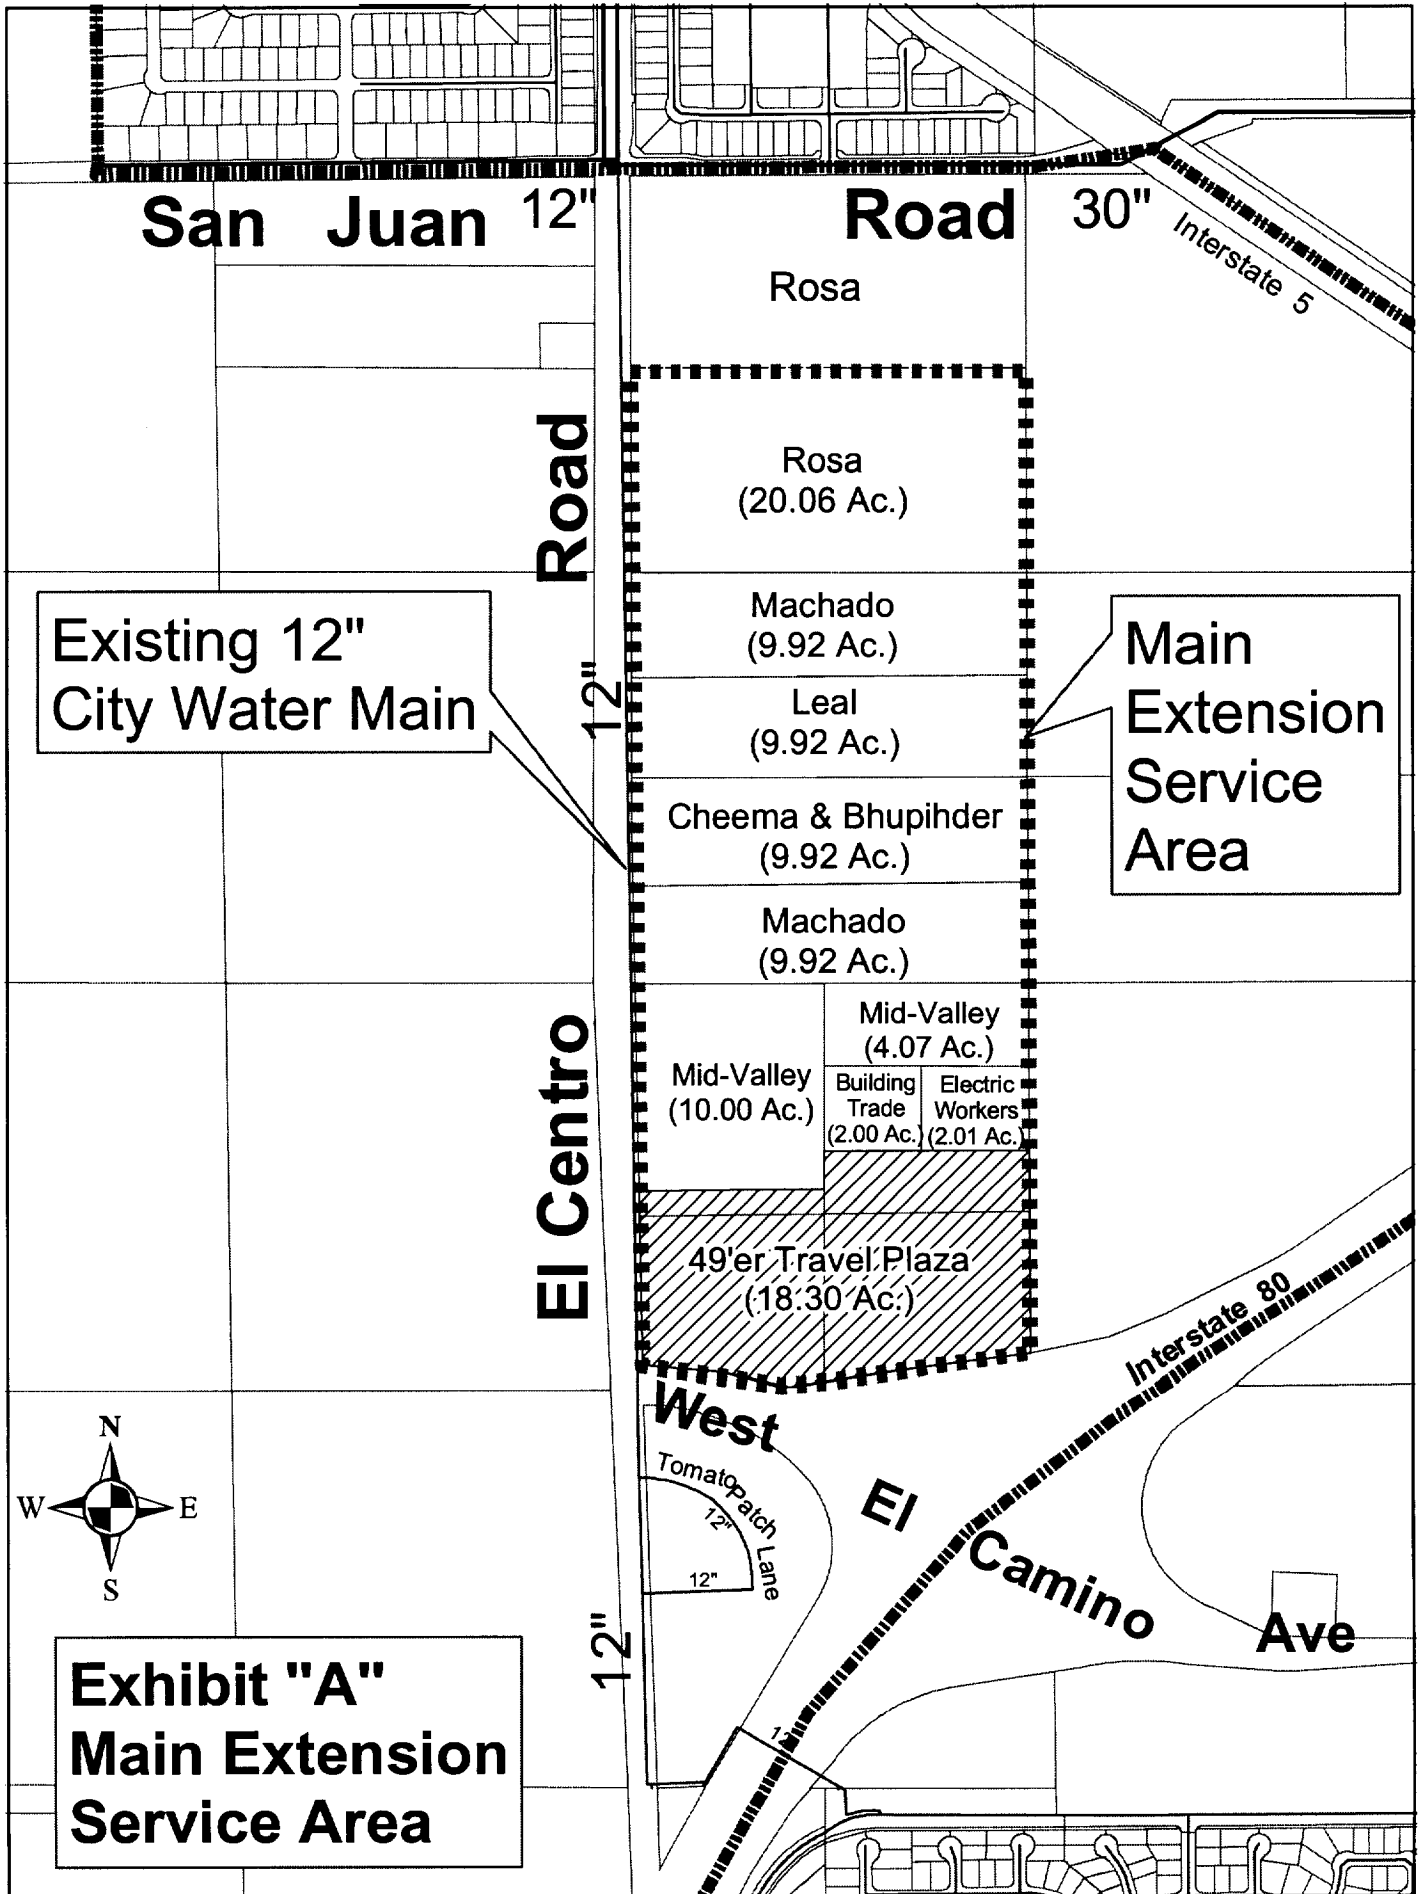 San Juan 12" Road 30"
Interstate 5
Rosa
Road
Rosa
(20.06 Ac.)
Existing 12"
City Water Main
12"
Machado
(9.92 Ac.)
Leal
(9.92 Ac.)
Main
Extension
Service
Area
Cheema & Bhupihder
(9.92 Ac.)
Machado
(9.92 Ac.)
El Centro
Mid-Valley
(4.07 Ac.)
Mid-Valley
(10.00 Ac.)
Building
Trade
(2.00 Ac.)
Electric
Workers
(2.01 Ac.)
49'er Travel Plaza
(18.30 Ac.)
Interstate 80
West El Camino Ave
Tomato Patch Lane
12"
12"
N
W E
S
12"
12"
Exhibit "A"
Main Extension
Service Area